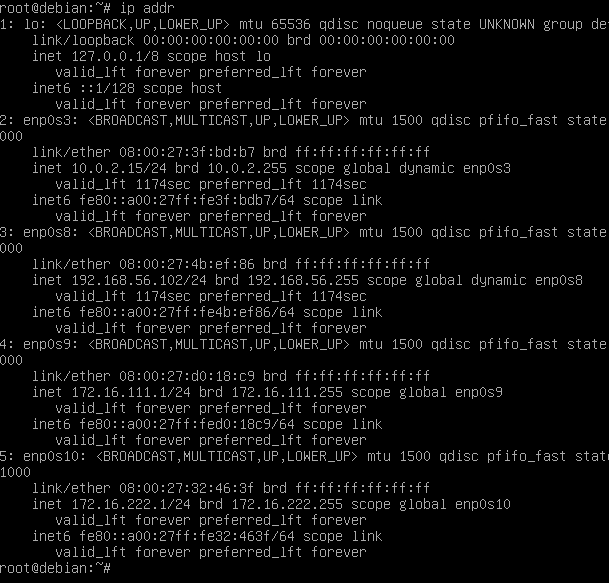 root@debian:~# ip addr
1: lo: <LOOPBACK,UP,LOWER_UP> mtu 65536 qdisc noqueue state UNKNOWN group de
link/loopback 00:00:00:00:00:00 brd 00:00:00:00:00:00
inet 127.0.0.1/8 scope host lo
valid_lft forever preferred_lft forever
inet6 ::1/128 scope host
valid_lft forever preferred_lft forever
2: enp0s3: <BROADCAST,MULTICAST,UP,LOWER_UP> mtu 1500 qdisc pfifo_fast state
000
link/ether 08:00:27:3f:bd:b7 brd ff:ff:ff:ff:ff:ff
inet 10.0.2.15/24 brd 10.0.2.255 scope global dynamic enp0s3
valid_lft 1174sec preferred_lft 1174sec
inet6 fe80::a00:27ff:fe3f:bdb7/64 scope link
valid_lft forever preferred_lft forever
3: enp0s8: <BROADCAST,MULTICAST,UP,LOWER_UP> mtu 1500 qdisc pfifo_fast state
000
link/ether 08:00:27:4b:ef:86 brd ff:ff:ff:ff:ff:ff
inet 192.168.56.102/24 brd 192.168.56.255 scope global dynamic enp0s8
valid_lft 1174sec preferred_lft 1174sec
inet6 fe80::a00:27ff:fe4b:ef86/64 scope link
valid_lft forever preferred_lft forever
4: enp0s9: <BROADCAST,MULTICAST,UP,LOWER_UP> mtu 1500 qdisc pfifo_fast state
000
link/ether 08:00:27:d0:18:c9 brd ff:ff:ff:ff:ff:ff
inet 172.16.111.1/24 brd 172.16.111.255 scope global enp0s9
valid_lft forever preferred_lft forever
inet6 fe80::a00:27ff:fed0:18c9/64 scope link
valid_lft forever preferred_lft forever
5: enp0s10: <BROADCAST,MULTICAST,UP,LOWER_UP> mtu 1500 qdisc pfifo_fast stat
1000
link/ether 08:00:27:32:46:3f brd ff:ff:ff:ff:ff:ff
inet 172.16.222.1/24 brd 172.16.222.255 scope global enp0s10
valid_lft forever preferred_lft forever
inet6 fe80::a00:27ff:fe32:463f/64 scope link
valid_lft forever preferred_lft forever
root@debian:~#